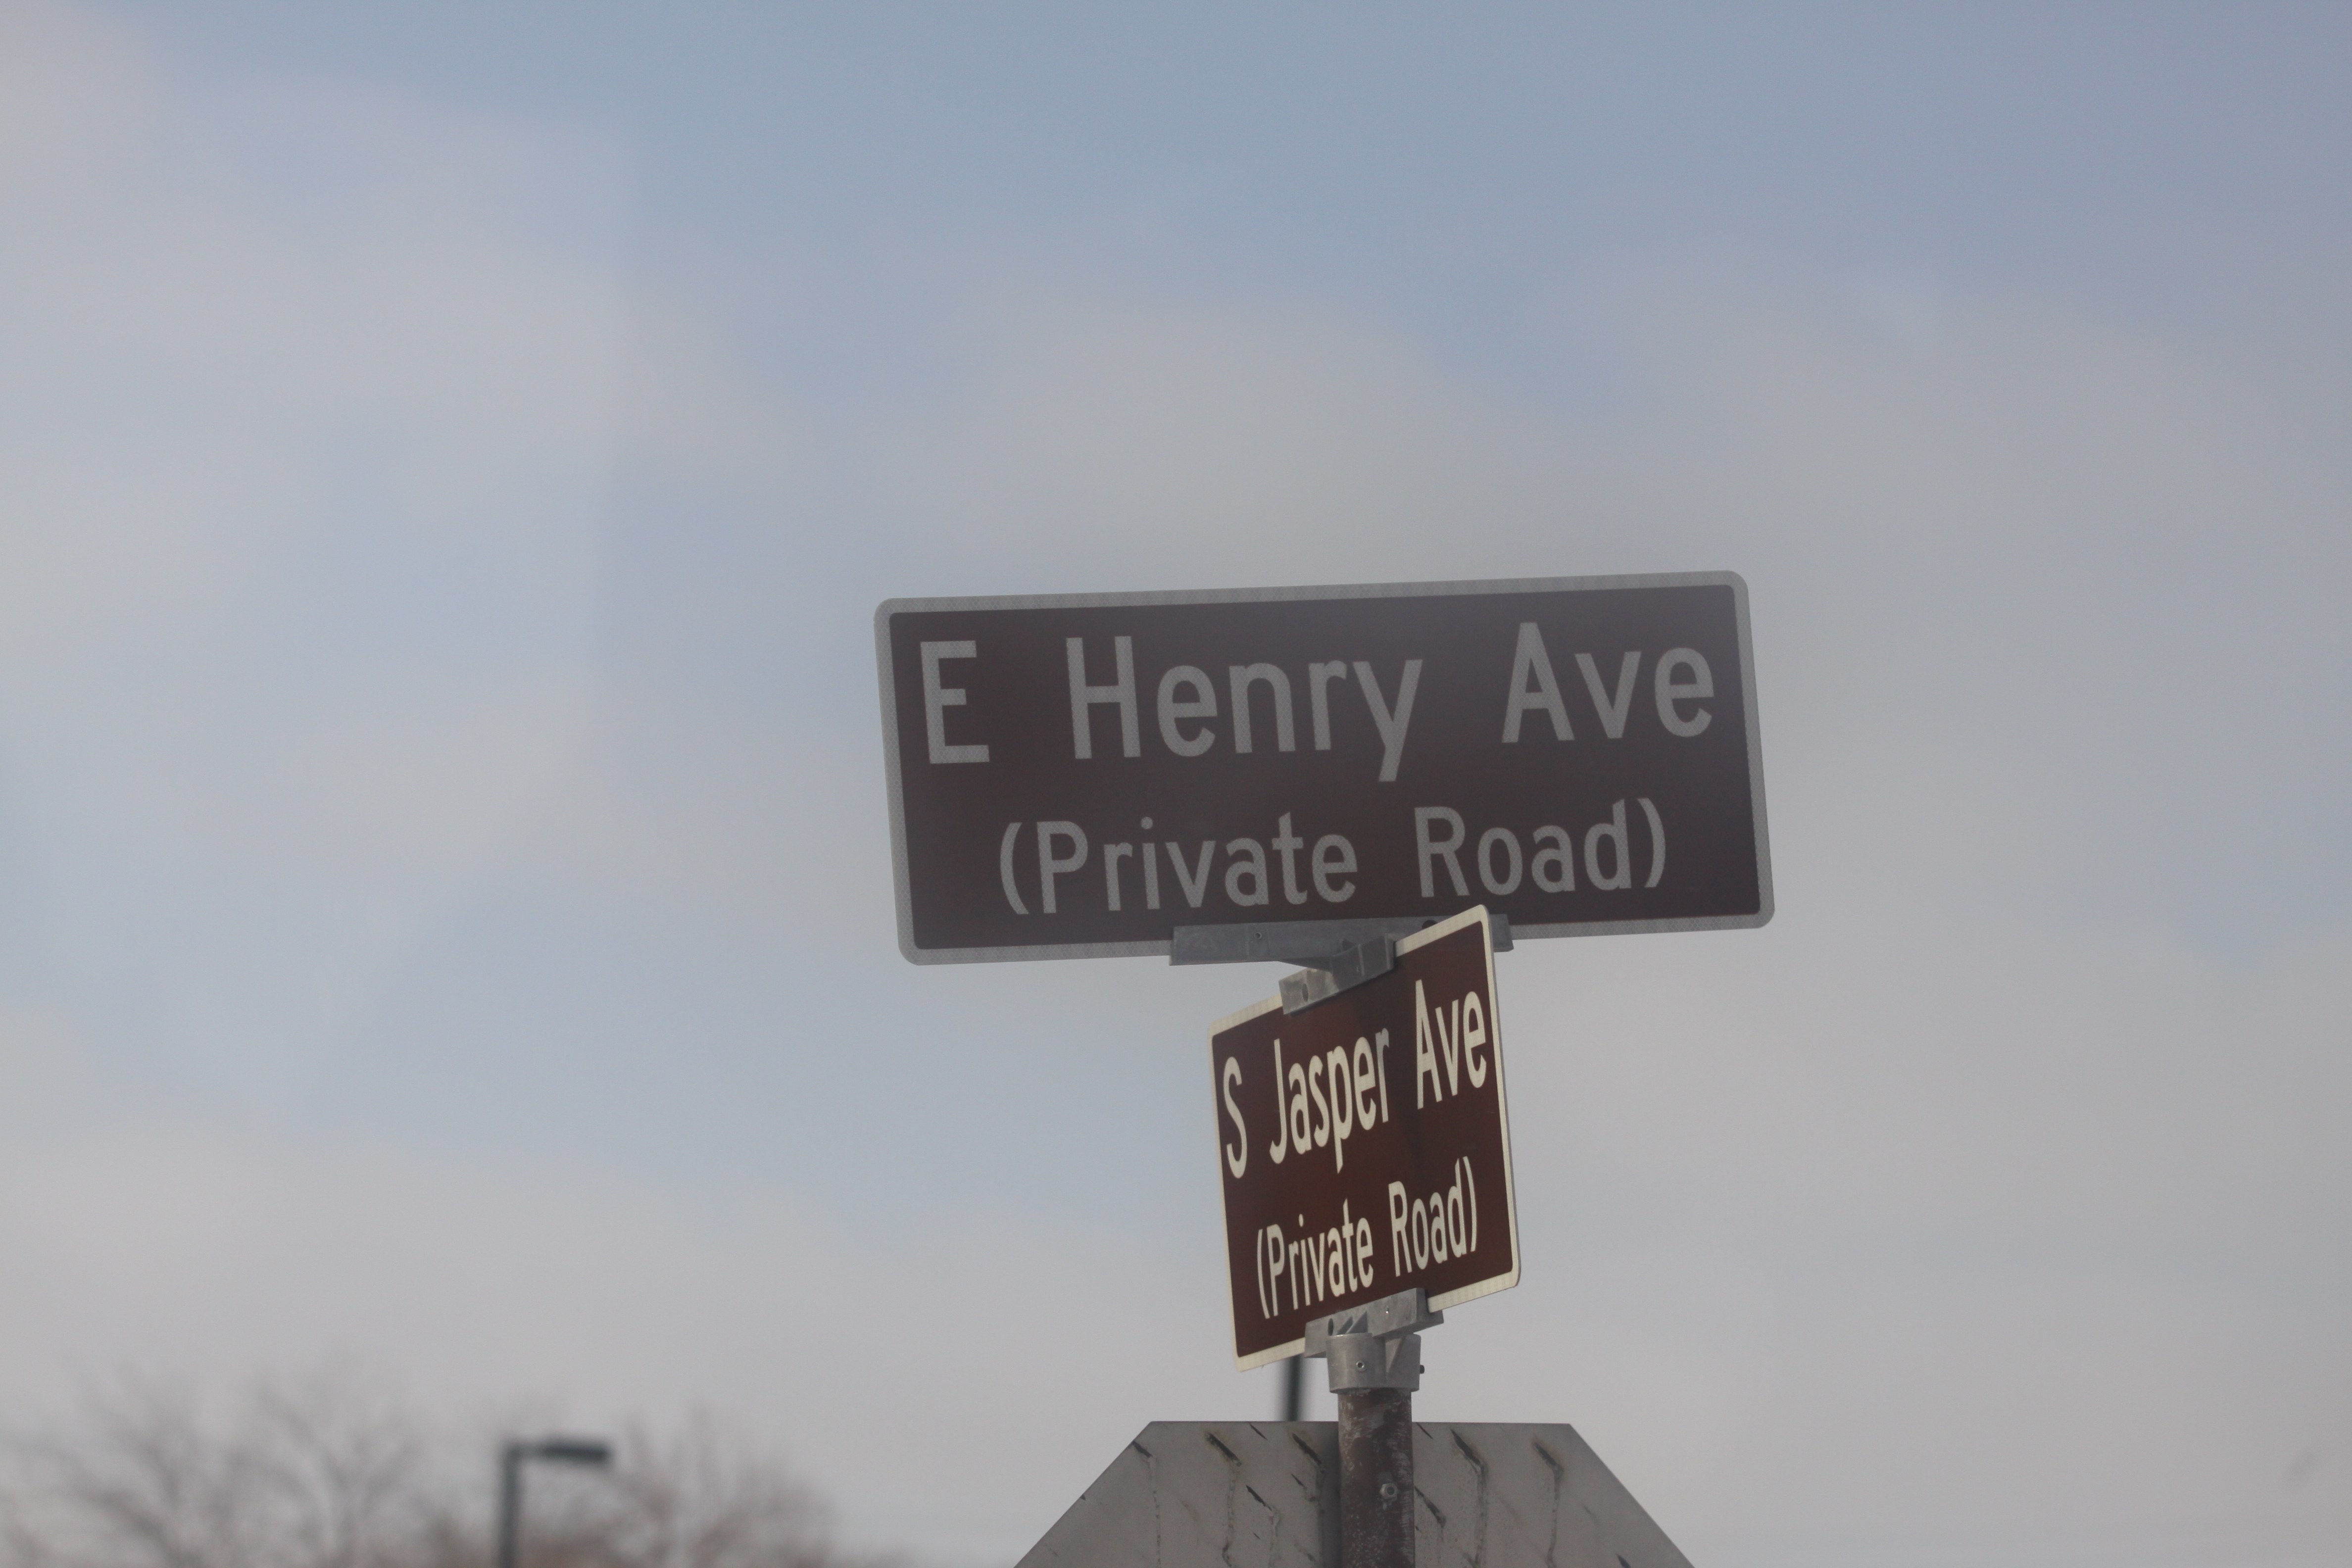 E Henry Ave
(Private Road)
S Jasper Ave
(Private Road)